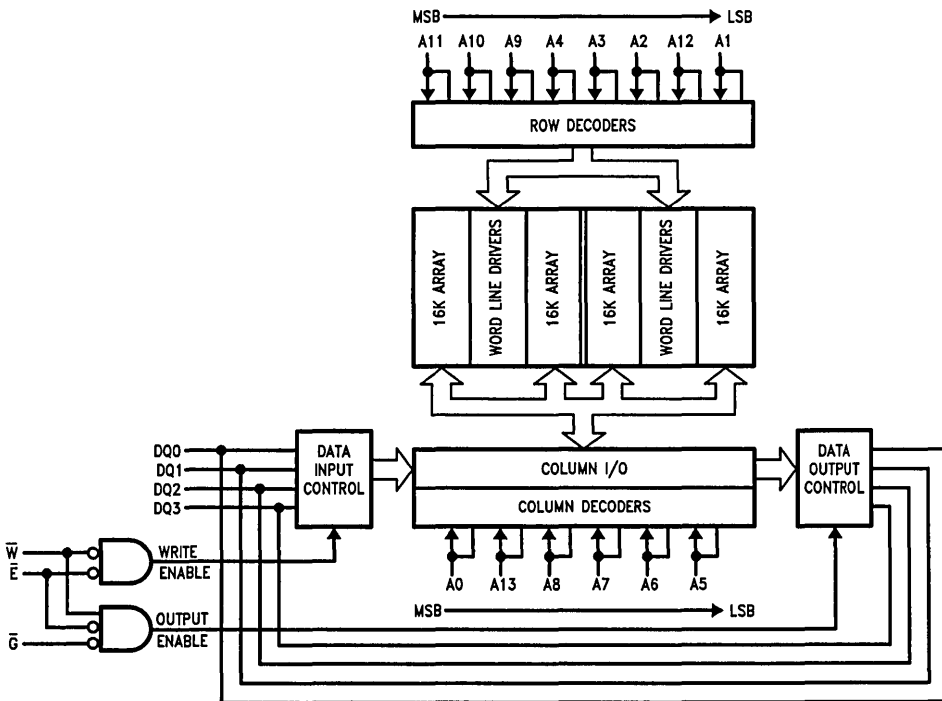 MSB LSB
A11 A10 A9 A4 A3 A2 A12 A1
ROW DECODERS
16K ARRAY
WORD LINE DRIVERS
16K ARRAY
16K ARRAY
WORD LINE DRIVERS
16K ARRAY
DQ0
DQ1
DQ2
DQ3
DATA
INPUT
CONTROL
COLUMN I/O
COLUMN DECODERS
DATA
OUTPUT
CONTROL
W̅
E̅
G̅
WRITE
ENABLE
OUTPUT
ENABLE
A0 A13 A8 A7 A6 A5
MSB LSB